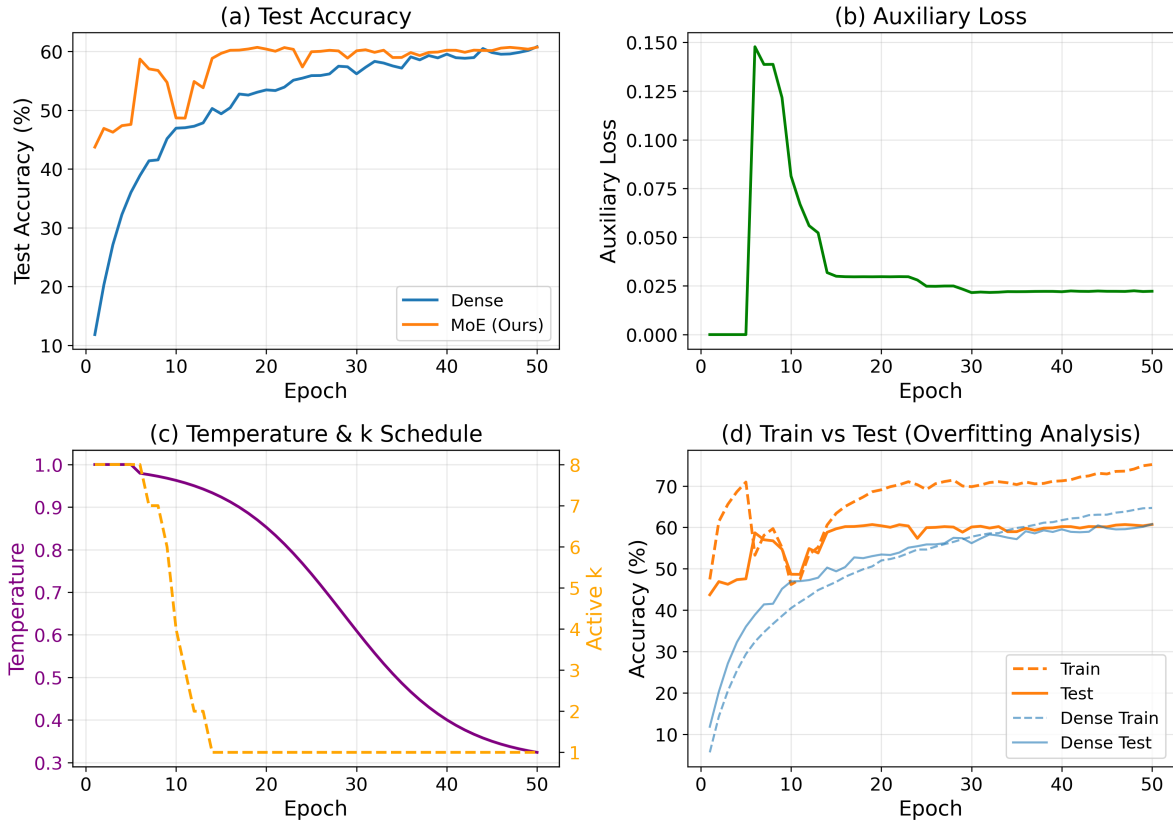 (a) Test Accuracy
60
50
40
30
20
10
Test Accuracy (%)
Dense
MoE (Ours)
0 10 20 30 40 50
Epoch
(b) Auxiliary Loss
0.150
0.125
0.100
0.075
0.050
0.025
0.000
Auxiliary Loss
0 10 20 30 40 50
Epoch
(c) Temperature & k Schedule
1.0
0.9
0.8
0.7
0.6
0.5
0.4
0.3
Temperature
8
7
6
5
4
3
2
1
Active k
0 10 20 30 40 50
Epoch
(d) Train vs Test (Overfitting Analysis)
70
60
50
40
30
20
10
Accuracy (%)
Train
Test
Dense Train
Dense Test
0 10 20 30 40 50
Epoch